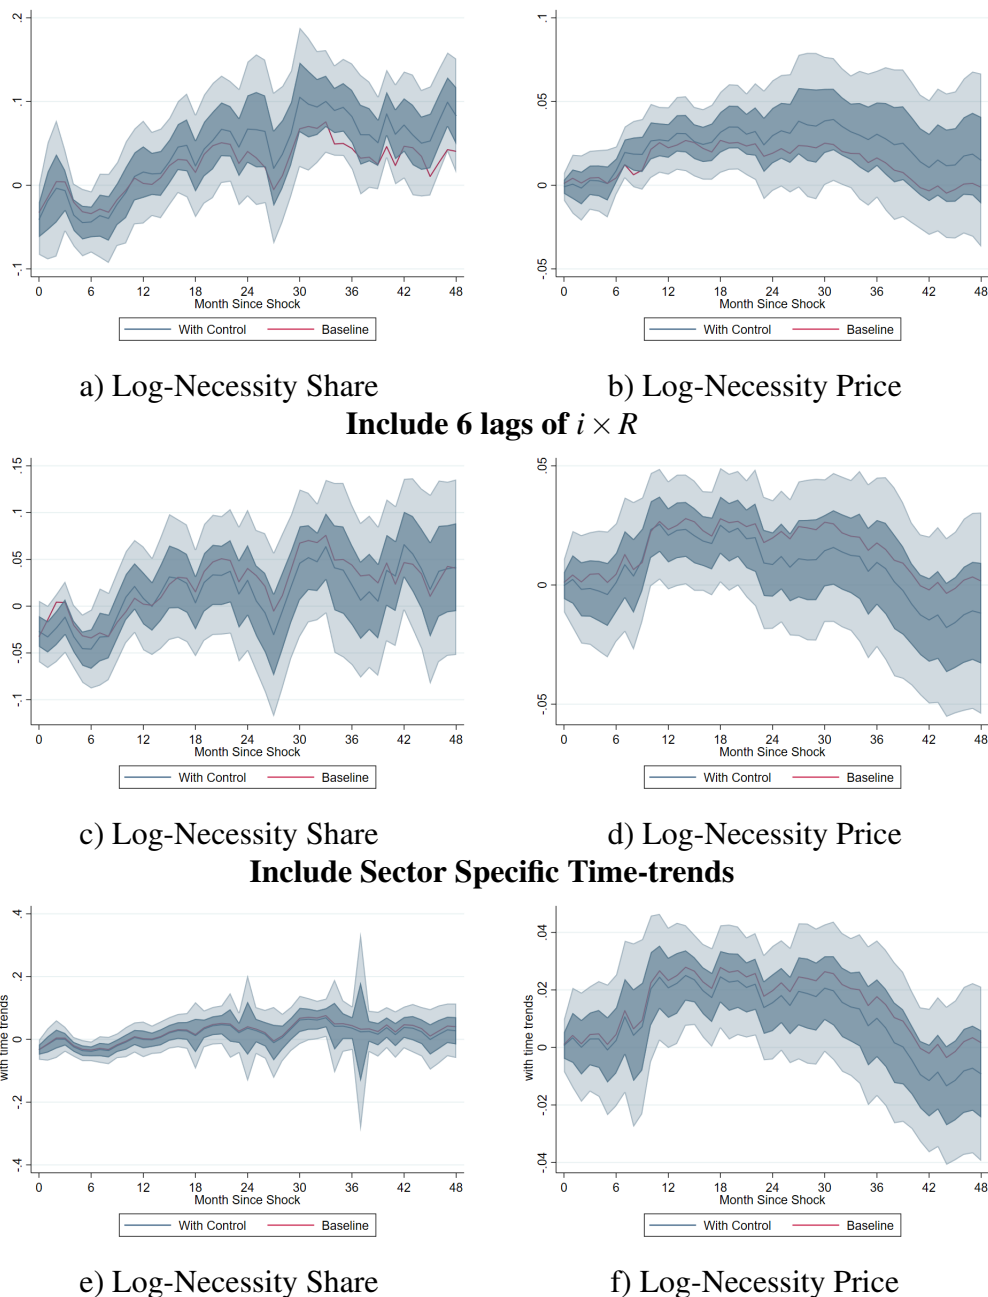 .2
.1
0
-.1
0 6 12 18 24 30 36 42 48
Month Since Shock
With Control Baseline
.1
.05
0
-.05
0 6 12 18 24 30 36 42 48
Month Since Shock
With Control Baseline
a) Log-Necessity Share
b) Log-Necessity Price
Include 6 lags of i × R
.15
.1
.05
0
-.05
-.1
0 6 12 18 24 30 36 42 48
Month Since Shock
With Control Baseline
.05
0
-.05
0 6 12 18 24 30 36 42 48
Month Since Shock
With Control Baseline
c) Log-Necessity Share
d) Log-Necessity Price
Include Sector Specific Time-trends
with time trends
.4
.2
0
-.2
-.4
0 6 12 18 24 30 36 42 48
Month Since Shock
With Control Baseline
with time trends
.04
.02
0
-.02
-.04
0 6 12 18 24 30 36 42 48
Month Since Shock
With Control Baseline
e) Log-Necessity Share
f) Log-Necessity Price